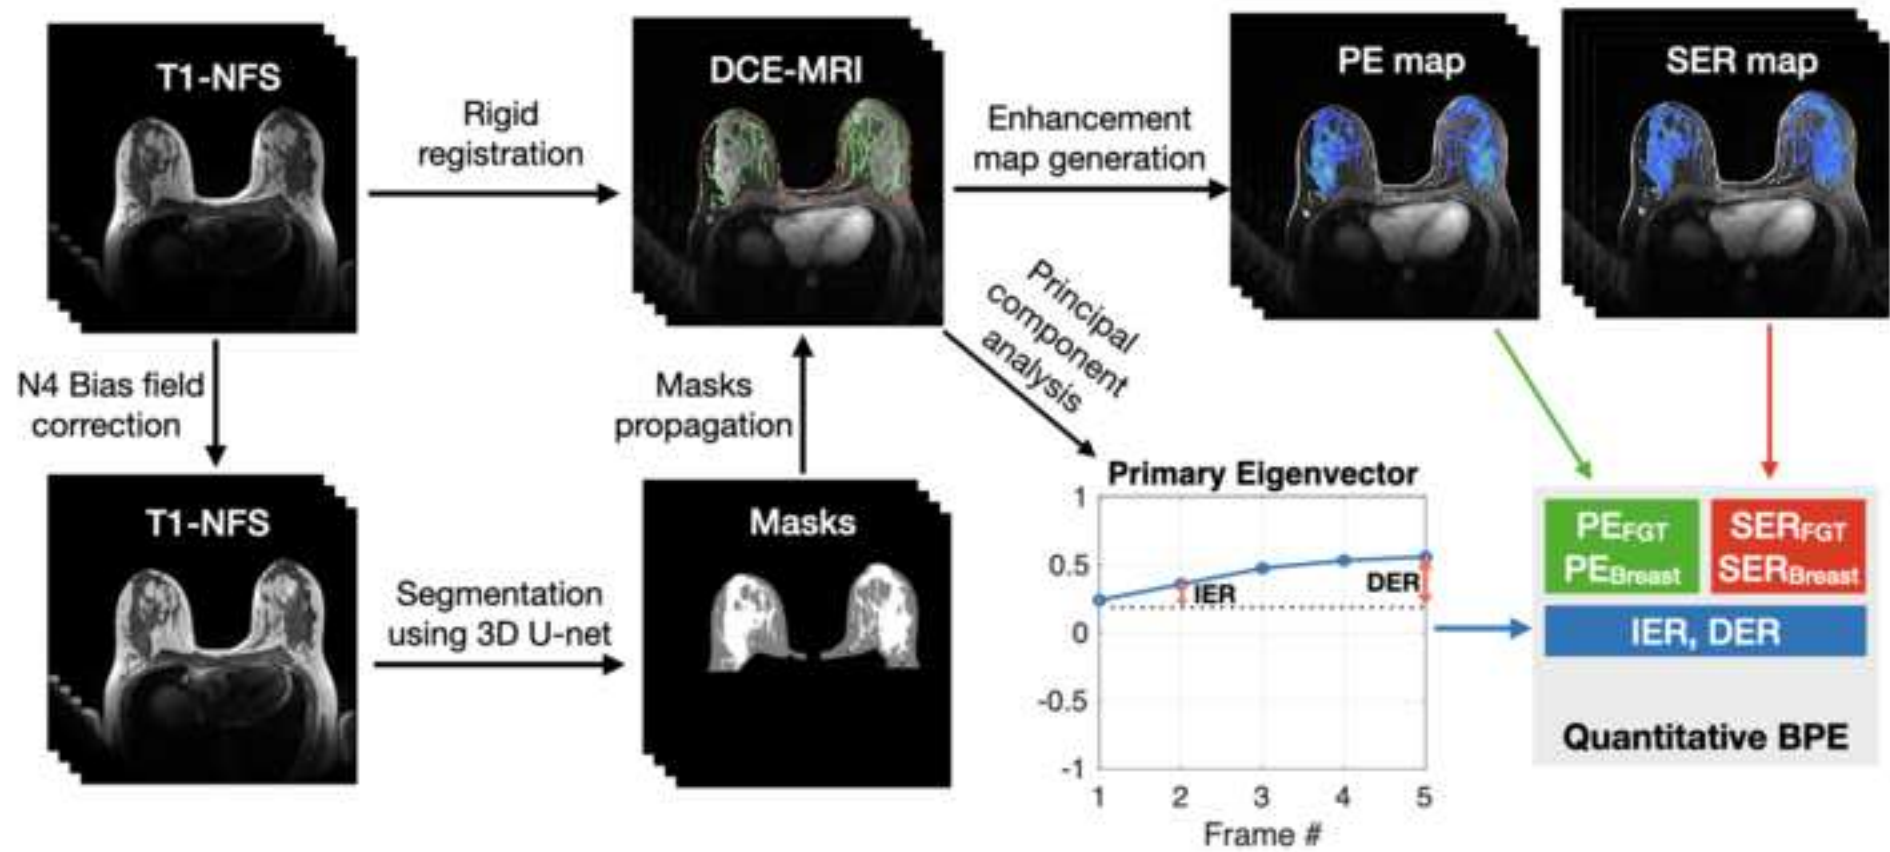 T1-NFS
Rigid
registration
DCE-MRI
Enhancement
map generation
PE map
SER map
N4 Bias field
correction
Masks
propagation
Principal
component
analysis
T1-NFS
Segmentation
using 3D U-net
Masks
Primary Eigenvector
1
0.5
0
-0.5
-1
IER
DER
1 2 3 4 5
Frame #
PEFGT
PEBreast
SERFGT
SERBreast
IER, DER
Quantitative BPE